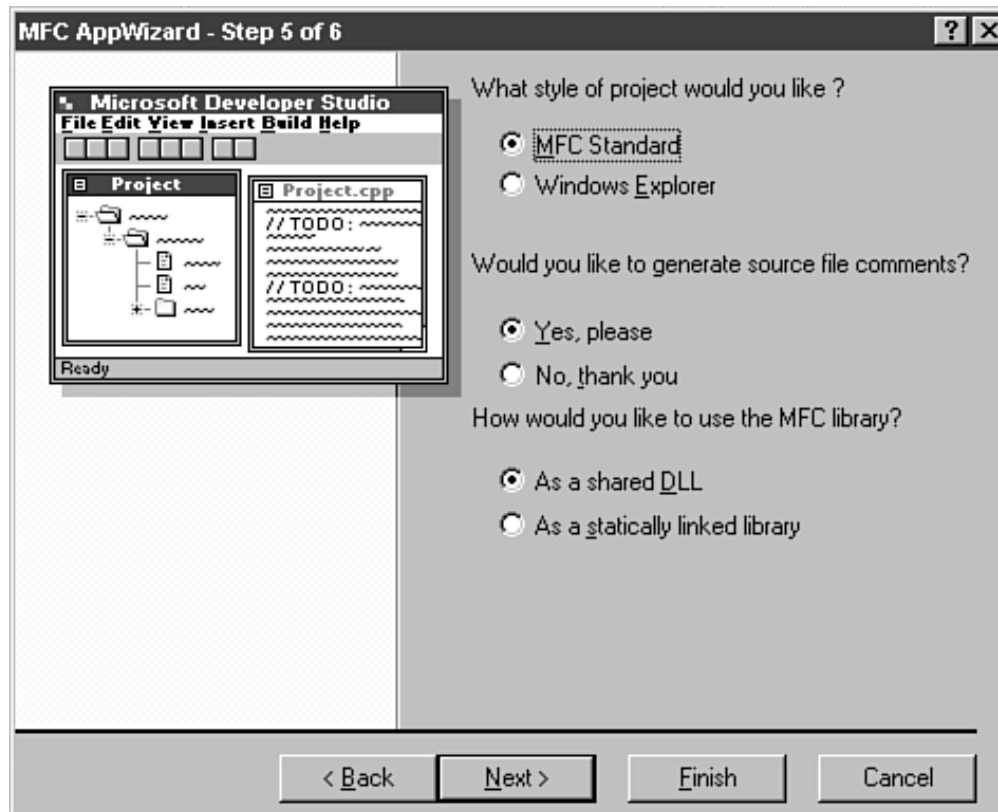 MFC AppWizard - Step 5 of 6
Microsoft Developer Studio
File Edit View Insert Build Help
Project
Project.cpp
//TODO:
//TODO:
Ready
What style of project would you like ?
MFC Standard
Windows Explorer
Would you like to generate source file comments?
Yes, please
No, thank you
How would you like to use the MFC library?
As a shared DLL
As a statically linked library
< Back
Next >
Finish
Cancel